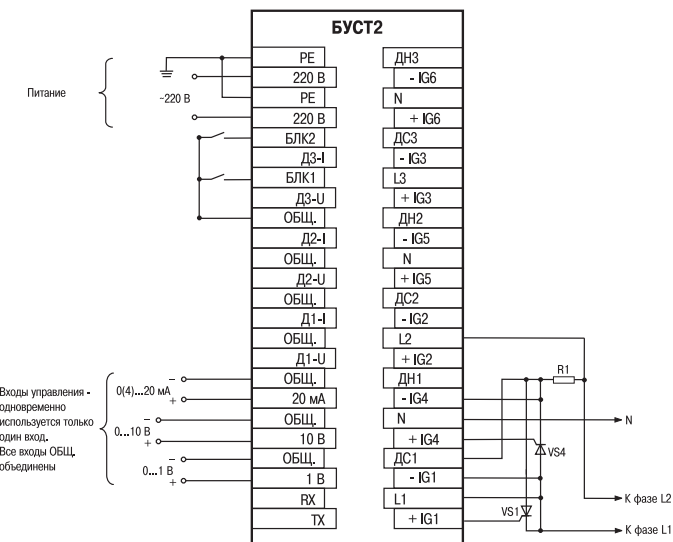 БУСТ2
PE
220 В
PE
220 В
БЛК2
Д3-I
БЛК1
Д3-U
ОБЩ.
Д2-I
ОБЩ.
Д2-U
ОБЩ.
Д1-I
ОБЩ.
Д1-U
ОБЩ.
20 мА
ОБЩ.
10 В
ОБЩ.
1 В
RX
TX
ДН3
- IG6
N
+ IG6
ДС3
- IG3
L3
+ IG3
ДН2
- IG5
N
+ IG5
ДС2
- IG2
L2
+ IG2
ДН1
- IG4
N
+ IG4
ДС1
- IG1
L1
+ IG1
Питание
~220 В
Входы управления -
одновременно
используется только
один вход.
Все входы ОБЩ.
объединены
–
0(4)...20 мА
+
–
0...10 В
+
–
0...1 В
+
R1
N
VS4
VS1
К фазе L2
К фазе L1